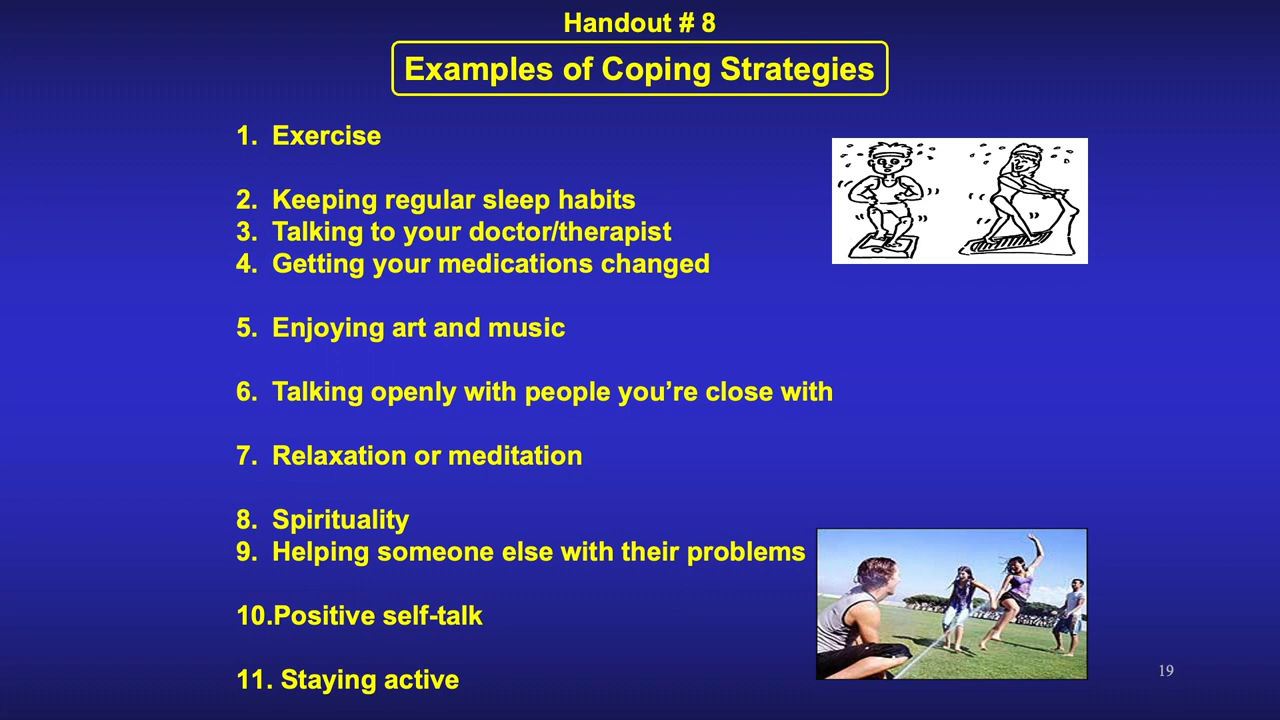 Handout # 8
Examples of Coping Strategies
1. Exercise
2. Keeping regular sleep habits
3. Talking to your doctor/therapist
4. Getting your medications changed
5. Enjoying art and music
6. Talking openly with people you’re close with
7. Relaxation or meditation
8. Spirituality
9. Helping someone else with their problems
10.Positive self-talk
11. Staying active
19